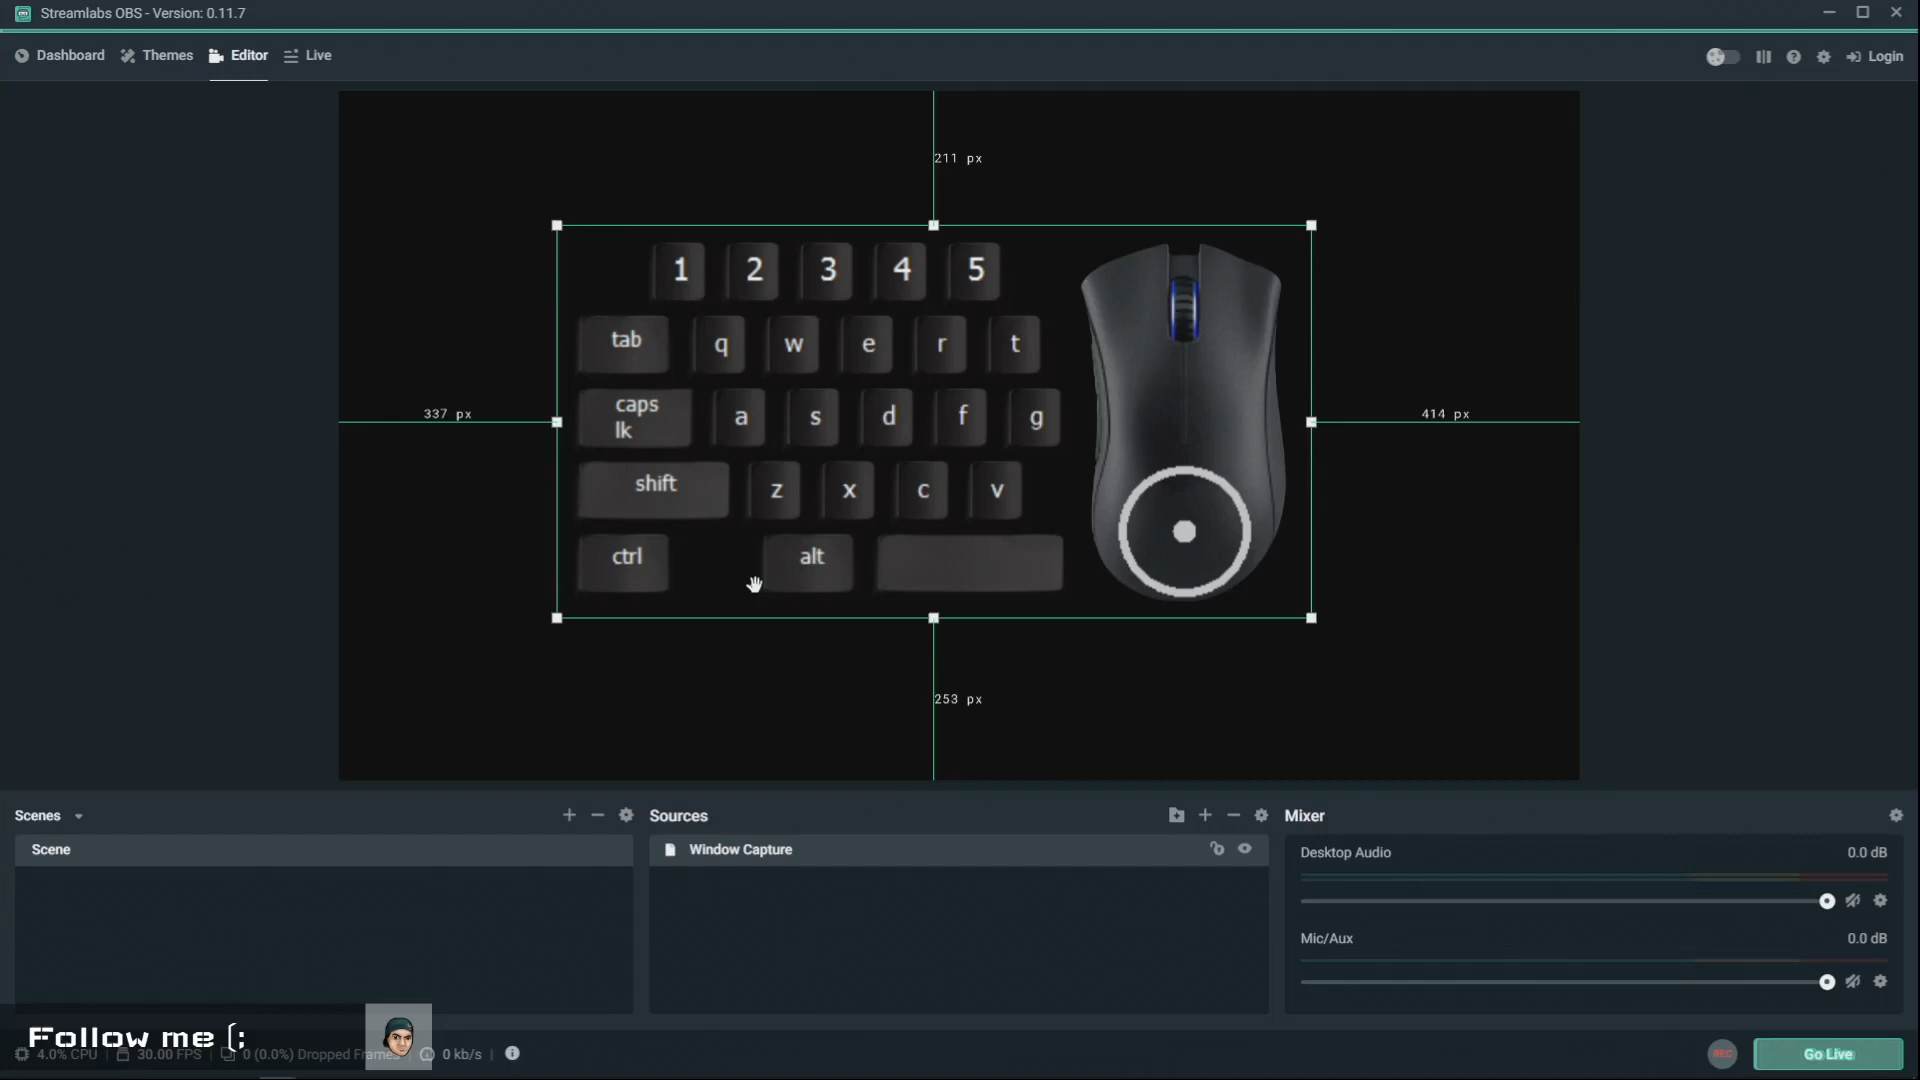 Streamlabs OBS - Version: 0.11.7
Dashboard Themes Editor Live Login
211 px
1 2 3 4 5
tab q w e r t
337 px
caps
lk
a s d f g
414 px
shift z x c v
ctrl alt
253 px
Scenes
Scene
Sources
Window Capture
Mixer
Desktop Audio 0.0 dB
Mic/Aux 0.0 dB
Follow me (;
4.0% CPU 30.00 FPS 0 (0.0%) Dropped Frames 0 kb/s
REC
Go Live